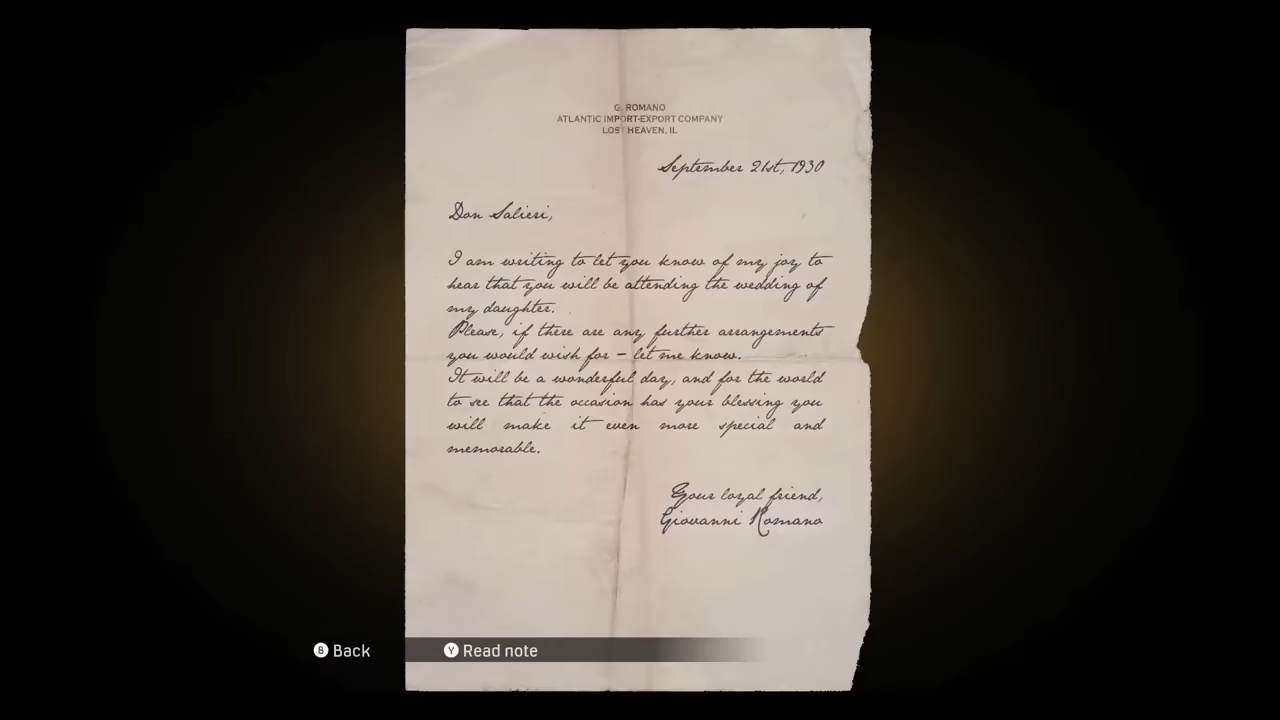 G. ROMANO
ATLANTIC IMPORT-EXPORT COMPANY
LOST HEAVEN, IL
September 21st, 1930
Don Salieri,
I am writing to let you know of my joy to
hear that you will be attending the wedding of
my daughter.
Please, if there are any further arrangements
you would wish for – let me know.
It will be a wonderful day, and for the world
to see that the occasion has your blessing you
will make it even more special and
memorable.
Your loyal friend,
Giovanni Romano
B Back
Y Read note